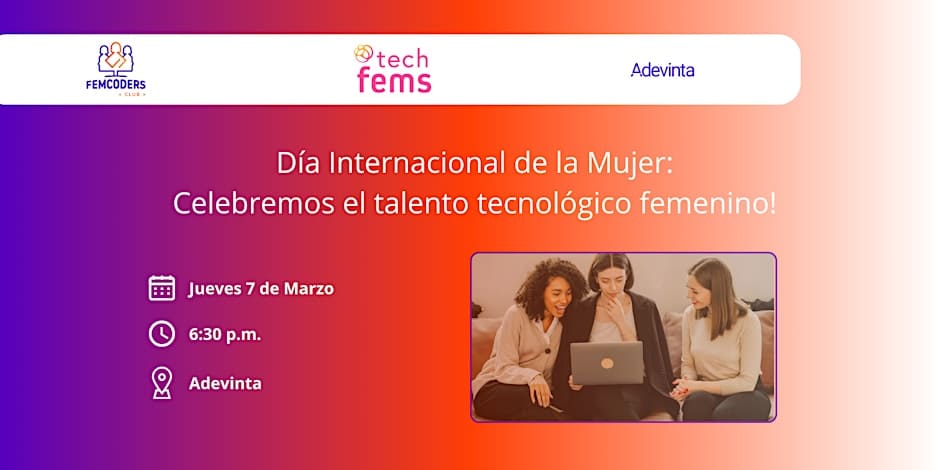 FEMCODERS
< CLUB >
tech
fems
Adevinta
Día Internacional de la Mujer:
Celebremos el talento tecnológico femenino!
Jueves 7 de Marzo
6:30 p.m.
Adevinta